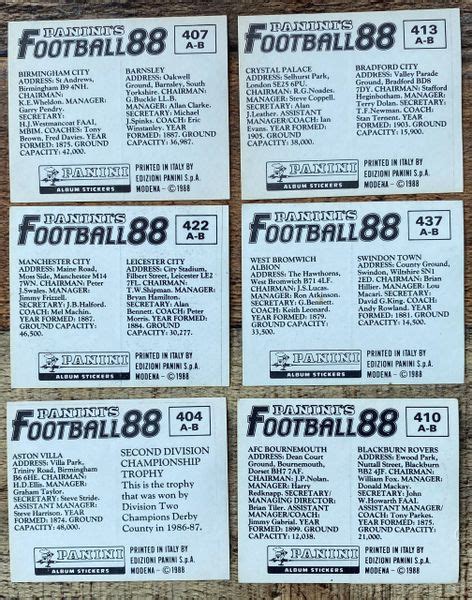 PANINI'S
FOOTBALL 88
407
A-B
BIRMINGHAM CITY
ADDRESS: St Andrews,
Birmingham B9 4NH.
CHAIRMAN:
K.E.Wheldon. MANAGER:
Garry Pendry.
SECRETARY:
H.J.Westmancoat FAAI,
MBIM. COACHES: Tony
Brown, Fred Davies. YEAR
FORMED: 1875. GROUND
CAPACITY: 42,000.
BARNSLEY
ADDRESS: Oakwell
Ground, Barnsley, South
Yorkshire. CHAIRMAN:
G.Buckle LL.B.
MANAGER: Allan Clarke.
SECRETARY: Michael
J.Spinks. COACH: Eric
Winstanley. YEAR
FORMED: 1887. GROUND
CAPACITY: 36,987.
PANINI
ALBUM STICKERS
PRINTED IN ITALY BY
EDIZIONI PANINI S.p.A.
MODENA - © 1988
PANINI'S
FOOTBALL 88
413
A-B
CRYSTAL PALACE
ADDRESS: Selhurst Park,
London SE25 6PU.
CHAIRMAN: R.G.Noades.
MANAGER: Steve Coppell.
SECRETARY: Alan
J.Leather. ASSISTANT
MANAGER/COACH: Ian
Evans. YEAR FORMED:
1905. GROUND
CAPACITY: 38,000.
BRADFORD CITY
ADDRESS: Valley Parade
Ground, Bradford BD8
7DY. CHAIRMAN: Stafford
Heginbotham. MANAGER:
Terry Dolan. SECRETARY:
T.F.Newman. COACH:
Stan Ternent. YEAR
FORMED: 1903. GROUND
CAPACITY: 15,900.
PANINI
ALBUM STICKERS
PRINTED IN ITALY BY
EDIZIONI PANINI S.p.A.
MODENA - © 1988
PANINI'S
FOOTBALL 88
422
A-B
MANCHESTER CITY
ADDRESS: Maine Road,
Moss Side, Manchester M14
7WN. CHAIRMAN: Peter
J.Swales. MANAGER:
Jimmy Frizzell.
SECRETARY: J.B.Halford.
COACH: Mel Machin.
YEAR FORMED: 1887.
GROUND CAPACITY:
46,500.
LEICESTER CITY
ADDRESS: City Stadium,
Filbert Street, Leicester LE2
7FL. CHAIRMAN:
T.W.Shipman. MANAGER:
Bryan Hamilton.
SECRETARY: Alan
Bennett. COACH: Peter
Morris. YEAR FORMED:
1884. GROUND
CAPACITY: 30,277.
PANINI
ALBUM STICKERS
PRINTED IN ITALY BY
EDIZIONI PANINI S.p.A.
MODENA - © 1988
PANINI'S
FOOTBALL 88
437
A-B
WEST BROMWICH
ALBION
ADDRESS: The Hawthorns,
West Bromwich B71 4LF.
CHAIRMAN: J.S.Lucas.
MANAGER: Ron Atkinson.
SECRETARY: G.Bennett.
COACH: Keith Leonard.
YEAR FORMED: 1879.
GROUND CAPACITY:
33,500.
SWINDON TOWN
ADDRESS: County Ground,
Swindon, Wiltshire SN1
2ED. CHAIRMAN: Brian
Hillier. MANAGER: Lou
Macari. SECRETARY:
David G.King. COACH:
Andy Rowland. YEAR
FORMED: 1881. GROUND
CAPACITY: 14,500.
PANINI
ALBUM STICKERS
PRINTED IN ITALY BY
EDIZIONI PANINI S.p.A.
MODENA - © 1988
PANINI'S
FOOTBALL 88
404
A-B
ASTON VILLA
ADDRESS: Villa Park,
Trinity Road, Birmingham
B6 6HE. CHAIRMAN:
H.D.Ellis. MANAGER:
Graham Taylor.
SECRETARY: Steve Stride.
ASSISTANT MANAGER:
Steve Harrison. YEAR
FORMED: 1874. GROUND
CAPACITY: 48,000.
SECOND DIVISION
CHAMPIONSHIP
TROPHY
This is the trophy
that was won by
Division Two
Champions Derby
County in 1986-87.
PANINI
ALBUM STICKERS
PRINTED IN ITALY BY
EDIZIONI PANINI S.p.A.
MODENA - © 1988
PANINI'S
FOOTBALL 88
410
A-B
AFC BOURNEMOUTH
ADDRESS: Dean Court
Ground, Bournemouth,
Dorset BH7 7AF.
CHAIRMAN: J.P.Nolan.
MANAGER: Harry
Redknapp. SECRETARY/
MANAGING DIRECTOR:
Brian Tiler. ASSISTANT
MANAGER/COACH:
Jimmy Gabriel. YEAR
FORMED: 1899. GROUND
CAPACITY: 12,038.
BLACKBURN ROVERS
ADDRESS: Ewood Park,
Nuttall Street, Blackburn
BB2 4JF. CHAIRMAN:
William Fox. MANAGER:
Donald Mackay.
SECRETARY: John
W.Howarth FAAI.
ASSISTANT MANAGER/
COACH: Tony Parkes.
YEAR FORMED: 1875.
GROUND CAPACITY:
21,000.
PANINI
ALBUM STICKERS
PRINTED IN ITALY BY
EDIZIONI PANINI S.p.A.
MODENA - © 1988